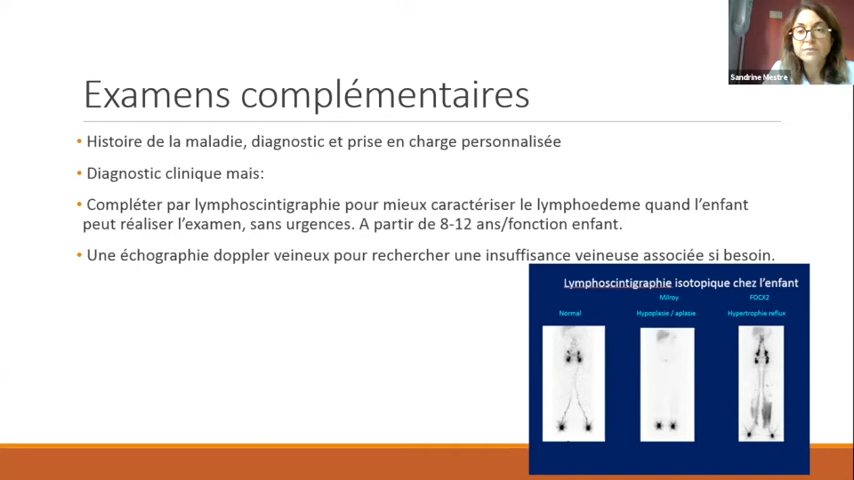 Sandrine Mestre
Examens complémentaires
• Histoire de la maladie, diagnostic et prise en charge personnalisée
• Diagnostic clinique mais:
• Compléter par lymphoscintigraphie pour mieux caractériser le lymphoedeme quand l'enfant
peut réaliser l'examen, sans urgences. A partir de 8-12 ans/fonction enfant.
• Une échographie doppler veineux pour rechercher une insuffisance veineuse associée si besoin.
Lymphoscintigraphie isotopique chez l'enfant
Milroy
FOCX2
Normal
Hypoplasie / aplasie
Hypertrophie reflux